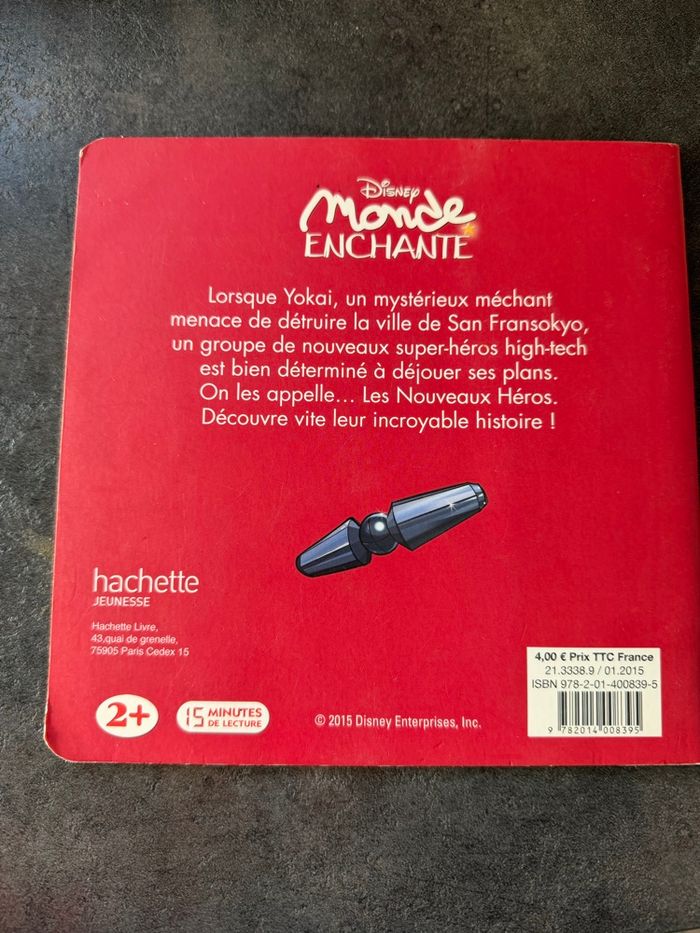 Disney
Monde
ENCHANTÉ
Lorsque Yokai, un mystérieux méchant
menace de détruire la ville de San Fransokyo,
un groupe de nouveaux super-héros high-tech
est bien déterminé à déjouer ses plans.
On les appelle... Les Nouveaux Héros.
Découvre vite leur incroyable histoire !
hachette
JEUNESSE
Hachette Livre,
43,quai de grenelle,
75905 Paris Cedex 15
2+
15 MINUTES
DE LECTURE
© 2015 Disney Enterprises, Inc.
4,00 € Prix TTC France
21.3338.9 / 01.2015
ISBN 978-2-01-400839-5
9 782014 008395